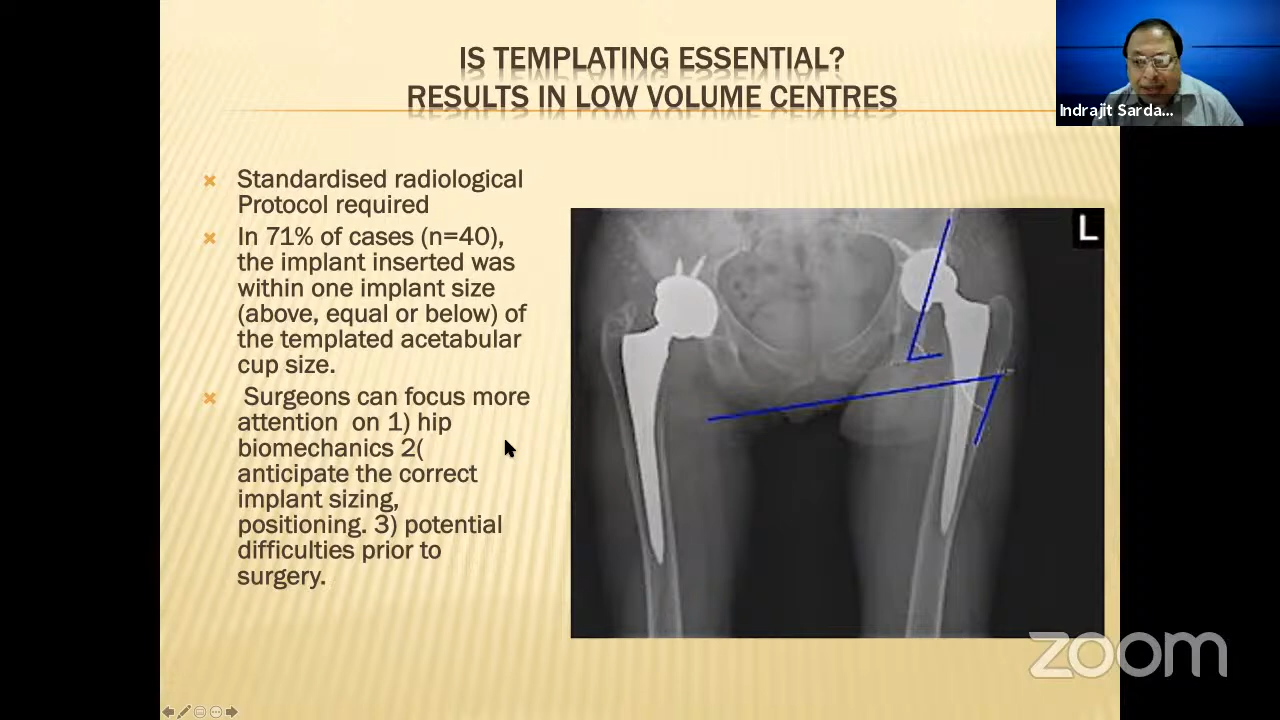 IS TEMPLATING ESSENTIAL?
RESULTS IN LOW VOLUME CENTRES
Indrajit Sarda...
Standardised radiological
Protocol required
In 71% of cases (n=40),
the implant inserted was
within one implant size
(above, equal or below) of
the templated acetabular
cup size.
Surgeons can focus more
attention on 1) hip
biomechanics 2(
anticipate the correct
implant sizing,
positioning. 3) potential
difficulties prior to
surgery.
L
zoom